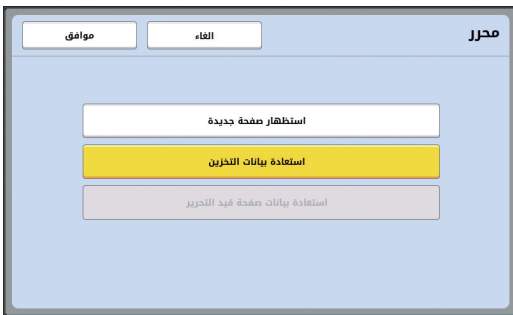 محرر
الغاء
موافق
استظهار صفحة جديدة
استعادة بيانات التخزين
استعادة بيانات صفحة قيد التحرير